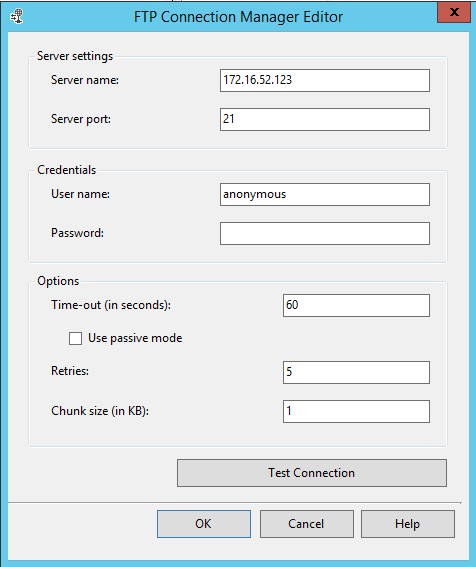 FTP Connection Manager Editor
x
Server settings
Server name: 172.16.52.123
Server port: 21
Credentials
User name: anonymous
Password:
Options
Time-out (in seconds): 60
Use passive mode
Retries: 5
Chunk size (in KB): 1
Test Connection
OK Cancel Help